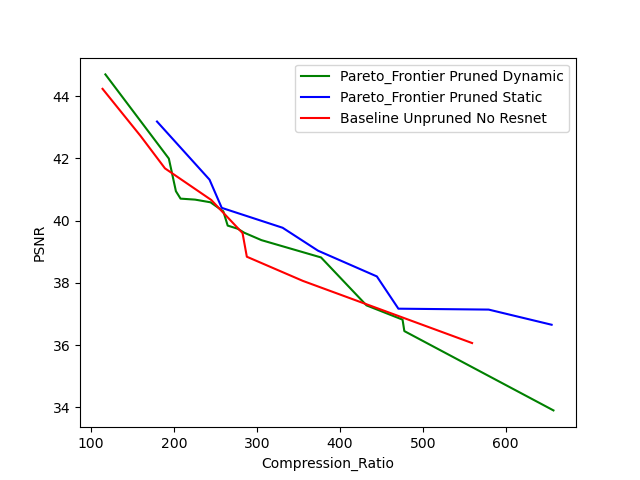 Pareto_Frontier Pruned Dynamic
Pareto_Frontier Pruned Static
Baseline Unpruned No Resnet
44
42
40
38
36
34
PSNR
100 200 300 400 500 600
Compression_Ratio